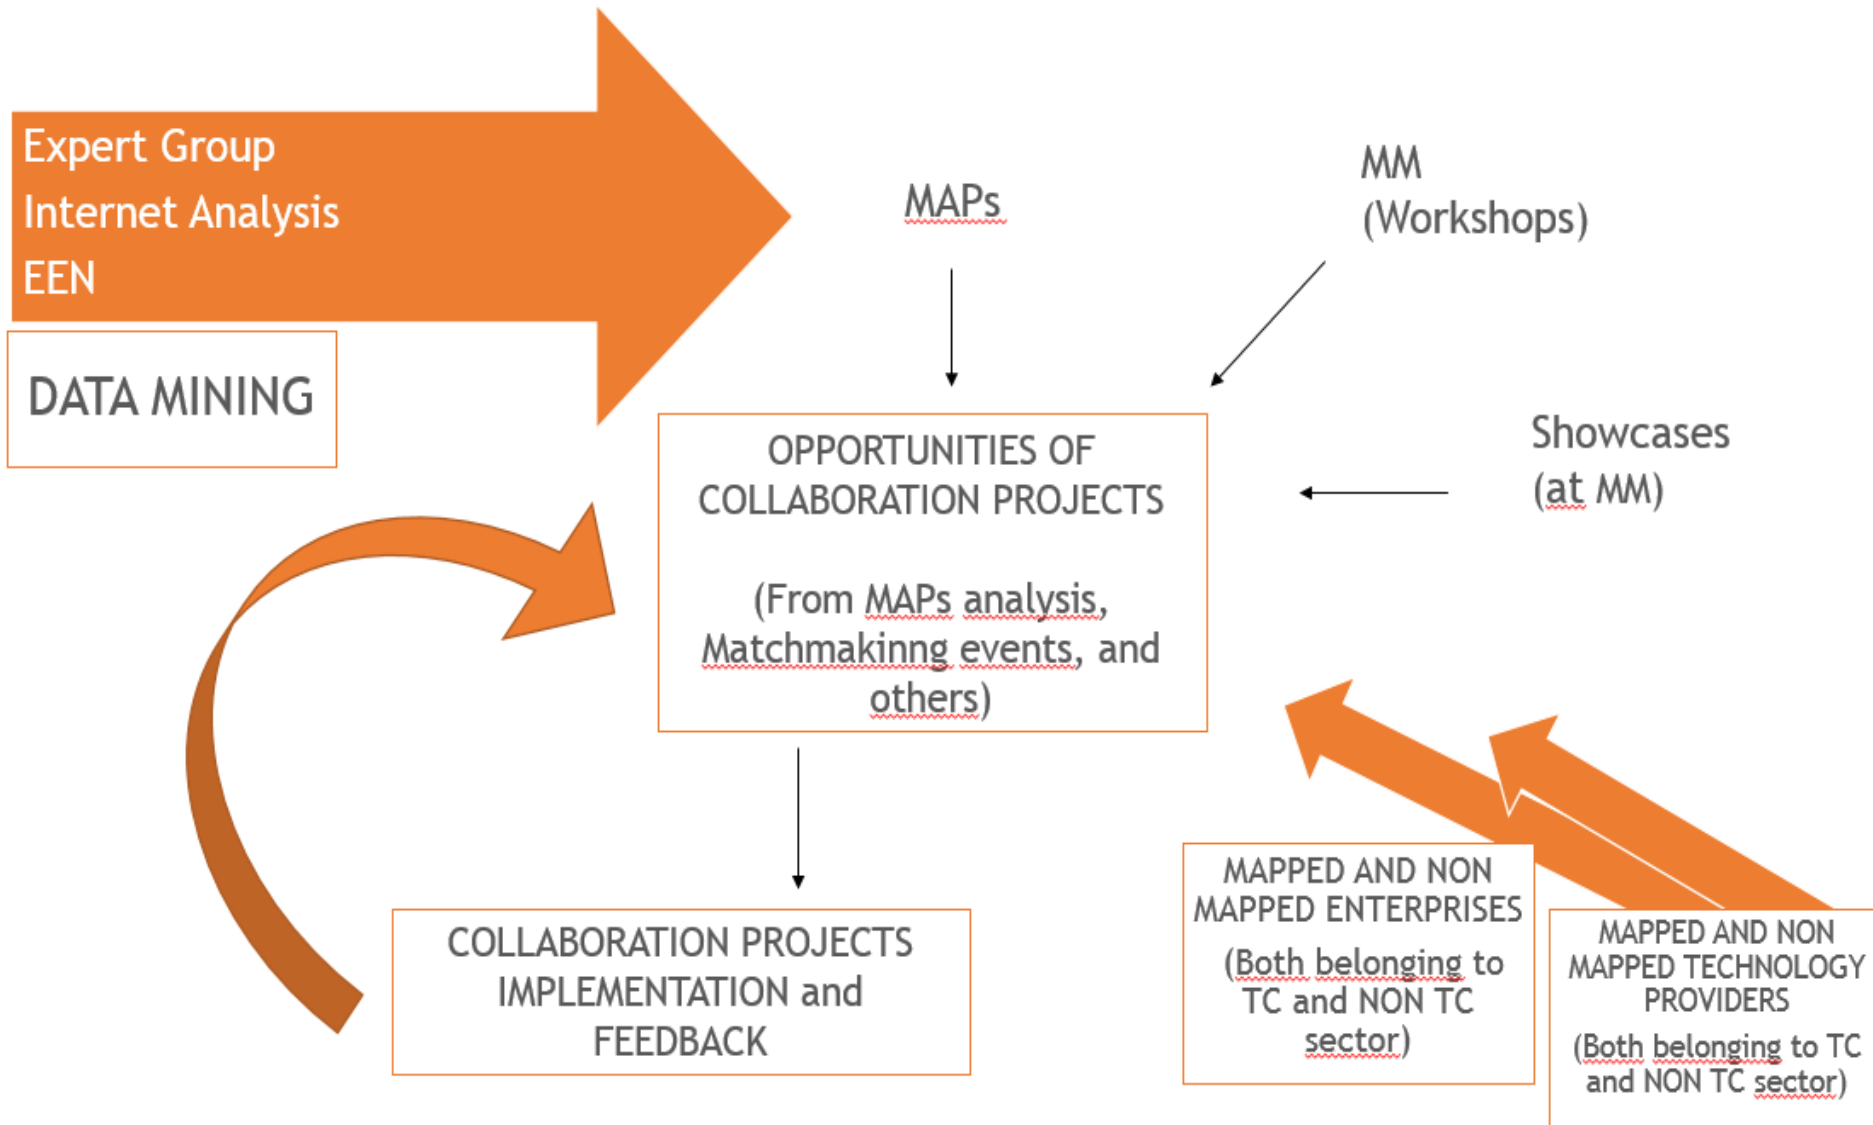 Expert Group
Internet Analysis
EEN
DATA MINING
MAPs
MM
(Workshops)
Showcases
(at MM)
OPPORTUNITIES OF
COLLABORATION PROJECTS
(From MAPs analysis,
Matchmakinng events, and
others)
COLLABORATION PROJECTS
IMPLEMENTATION and
FEEDBACK
MAPPED AND NON
MAPPED ENTERPRISES
(Both belonging to
TC and NON TC
sector)
MAPPED AND NON
MAPPED TECHNOLOGY
PROVIDERS
(Both belonging to TC
and NON TC sector)